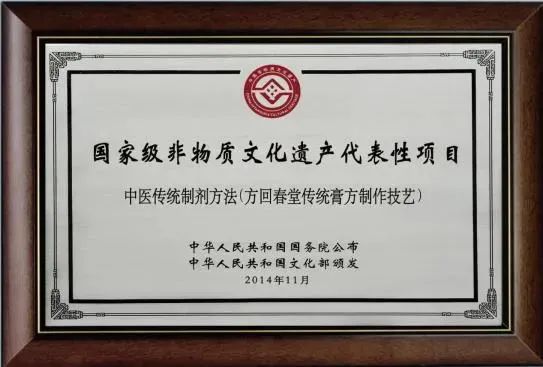 国家级非物质文化遗产代表性项目
中医传统制剂方法(方回春堂传统膏方制作技艺)
中华人民共和国国务院公布
中华人民共和国文化部颁发
2014年11月